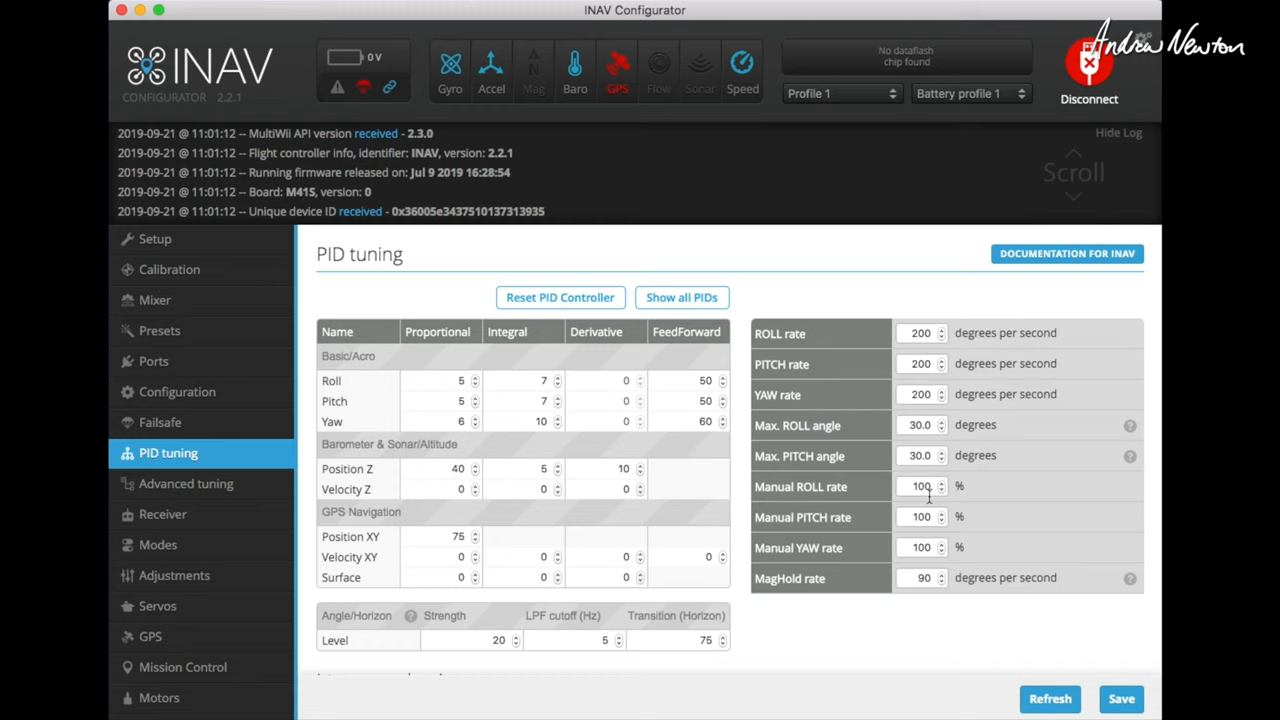 INAV Configurator
Andrew Newton
INAV
CONFIGURATOR 2.2.1
0 V
Gyro Accel Mag Baro GPS Flow Sonar Speed
No dataflash
chip found
Profile 1 Battery profile 1
Disconnect
2019-09-21 @ 11:01:12 -- MultiWii API version received - 2.3.0
Hide Log
2019-09-21 @ 11:01:12 -- Flight controller info, identifier: INAV, version: 2.2.1
2019-09-21 @ 11:01:12 -- Running firmware released on: Jul 9 2019 16:28:54
Scroll
2019-09-21 @ 11:01:12 -- Board: M41S, version: 0
2019-09-21 @ 11:01:12 -- Unique device ID received - 0x36005e3437510137313935
Setup
Calibration
Mixer
Presets
Ports
Configuration
Failsafe
PID tuning
Advanced tuning
Receiver
Modes
Adjustments
Servos
GPS
Mission Control
Motors
PID tuning
DOCUMENTATION FOR INAV
Reset PID Controller Show all PIDs
Name Proportional Integral Derivative FeedForward
Basic/Acro
Roll 5 7 0 50
Pitch 5 7 0 50
Yaw 6 10 0 60
Barometer & Sonar/Altitude
Position Z 40 5 10
Velocity Z 0 0 0
GPS Navigation
Position XY 75
Velocity XY 0 0 0 0
Surface 0 0 0
Angle/Horizon ? Strength LPF cutoff (Hz) Transition (Horizon)
Level 20 5 75
ROLL rate 200 degrees per second
PITCH rate 200 degrees per second
YAW rate 200 degrees per second
Max. ROLL angle 30.0 degrees ?
Max. PITCH angle 30.0 degrees ?
Manual ROLL rate 100 %
Manual PITCH rate 100 %
Manual YAW rate 100 %
MagHold rate 90 degrees per second ?
Refresh Save